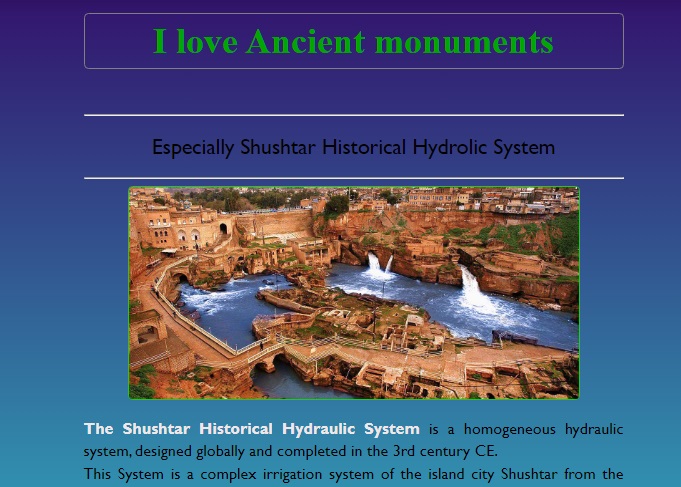 I love Ancient monuments
Especially Shushtar Historical Hydrolic System
The Shushtar Historical Hydraulic System is a homogeneous hydraulic
system, designed globally and completed in the 3rd century CE.
This System is a complex irrigation system of the island city Shushtar from the